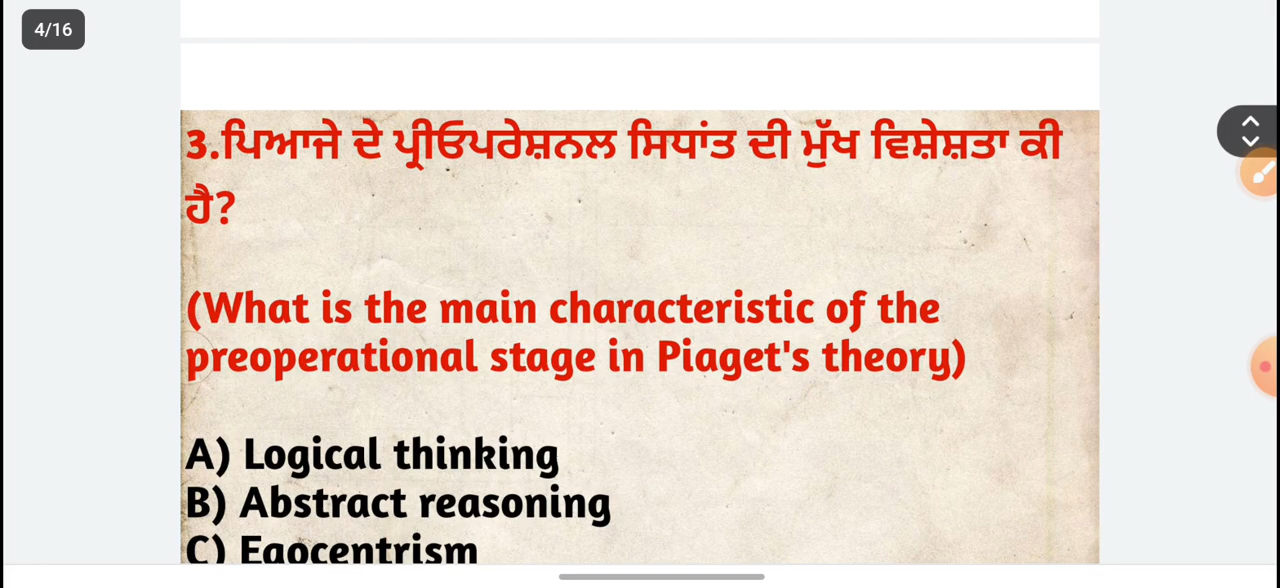 4/16
3.ਪਿਆਜੇ ਦੇ ਪ੍ਰੀਓਪਰੇਸ਼ਨਲ ਸਿਧਾਂਤ ਦੀ ਮੁੱਖ ਵਿਸ਼ੇਸ਼ਤਾ ਕੀ
ਹੈ?
(What is the main characteristic of the
preoperational stage in Piaget's theory)
A) Logical thinking
B) Abstract reasoning
C) Egocentrism